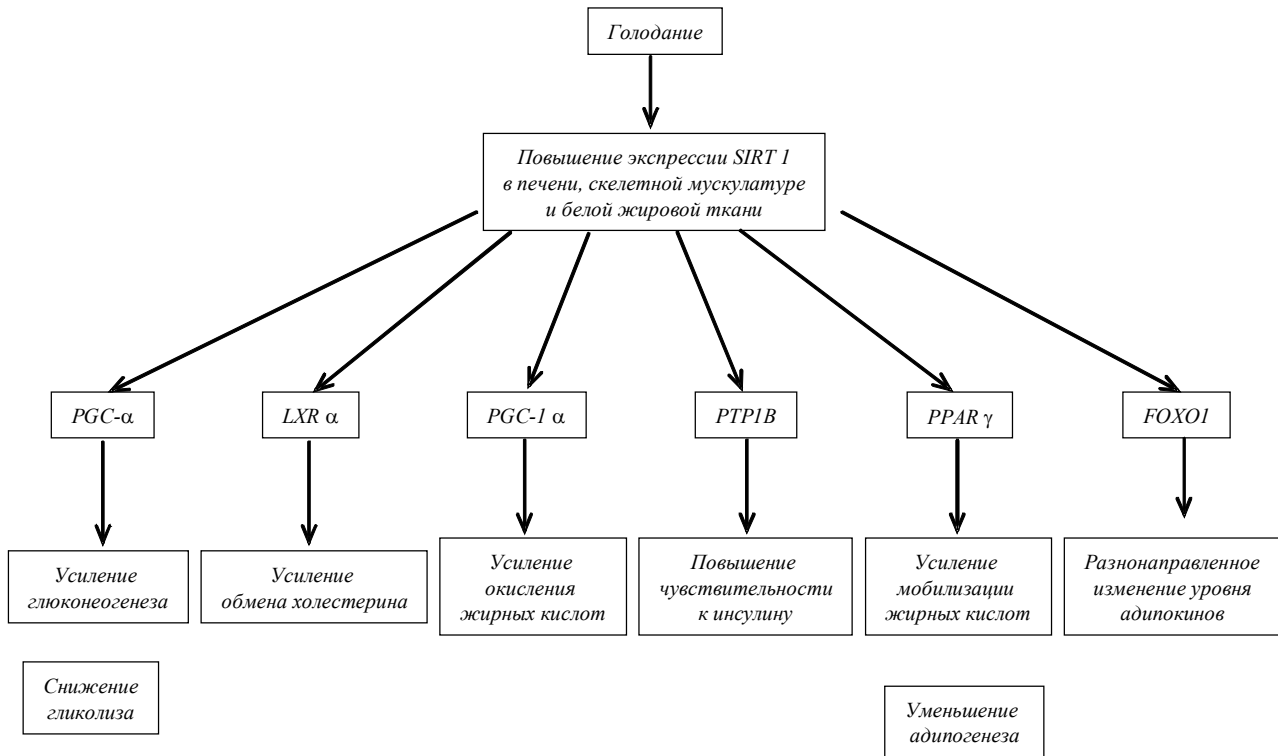 Голодание
Повышение экспрессии SIRT 1
в печени, скелетной мускулатуре
и белой жировой ткани
PGC-α
LXR α
PGC-1 α
PTP1B
PPAR γ
FOXO1
Усиление
глюконеогенеза
Усиление
обмена холестерина
Усиление
окисления
жирных кислот
Повышение
чувствительности
к инсулину
Усиление
мобилизации
жирных кислот
Разнонаправленное
изменение уровня
адипокинов
Снижение
гликолиза
Уменьшение
адипогенеза